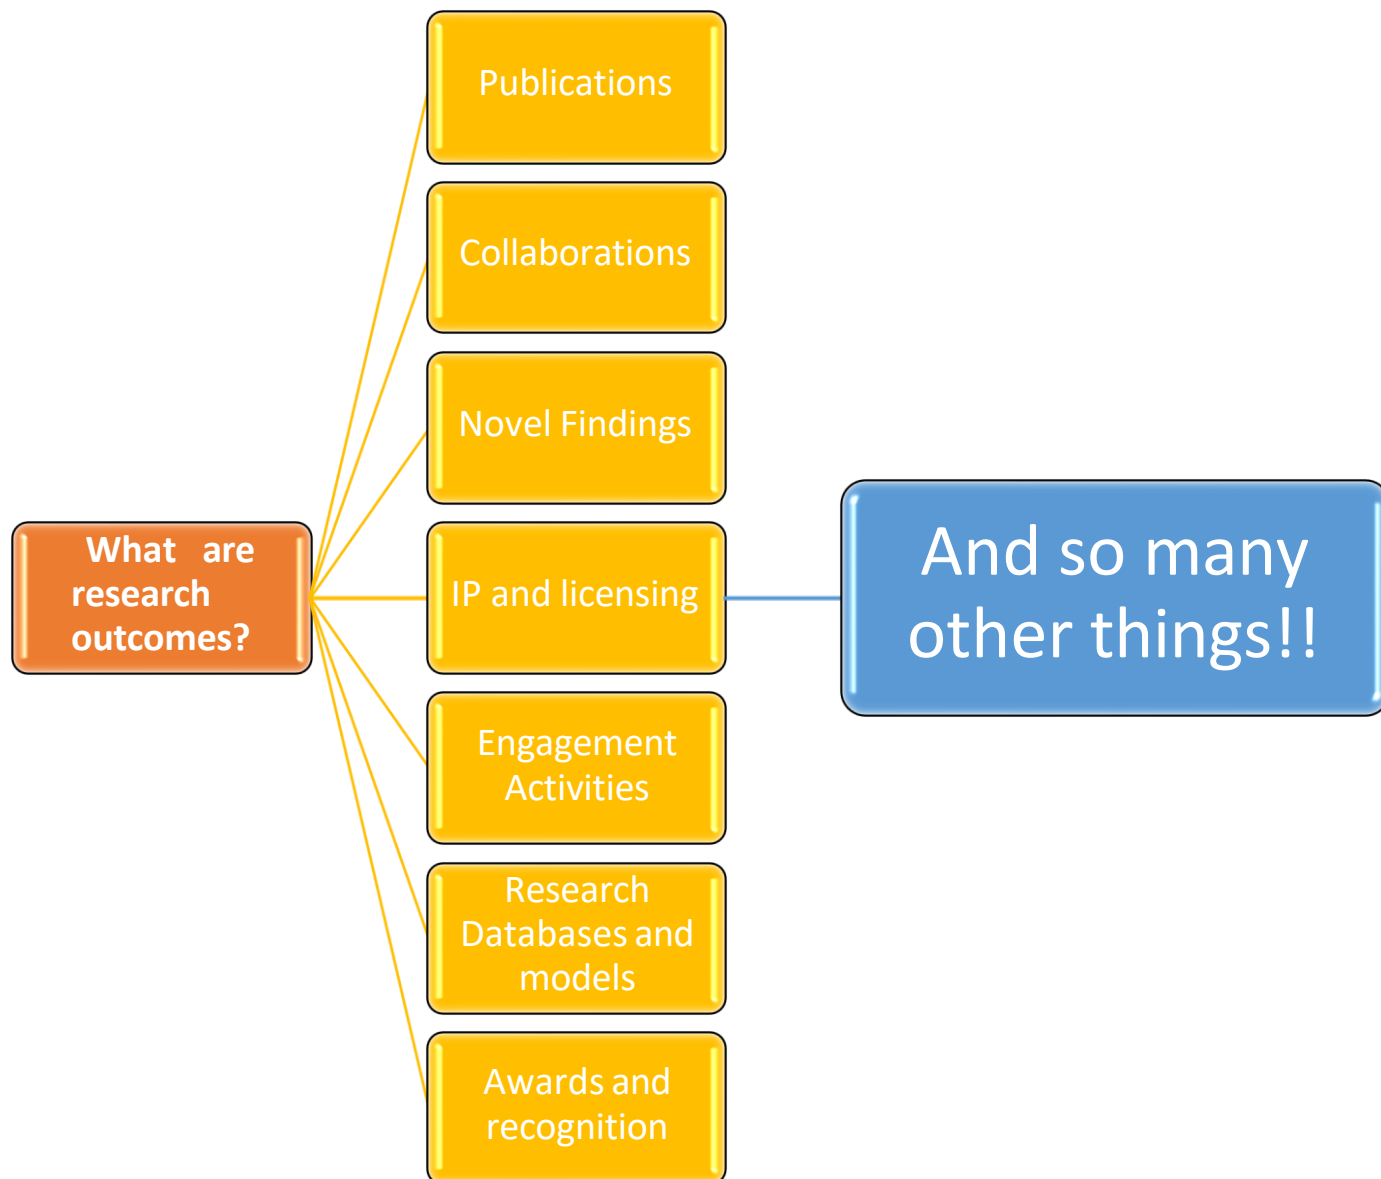 What are
research
outcomes?
Publications
Collaborations
Novel Findings
IP and licensing
Engagement
Activities
Research
Databases and
models
Awards and
recognition
And so many
other things!!